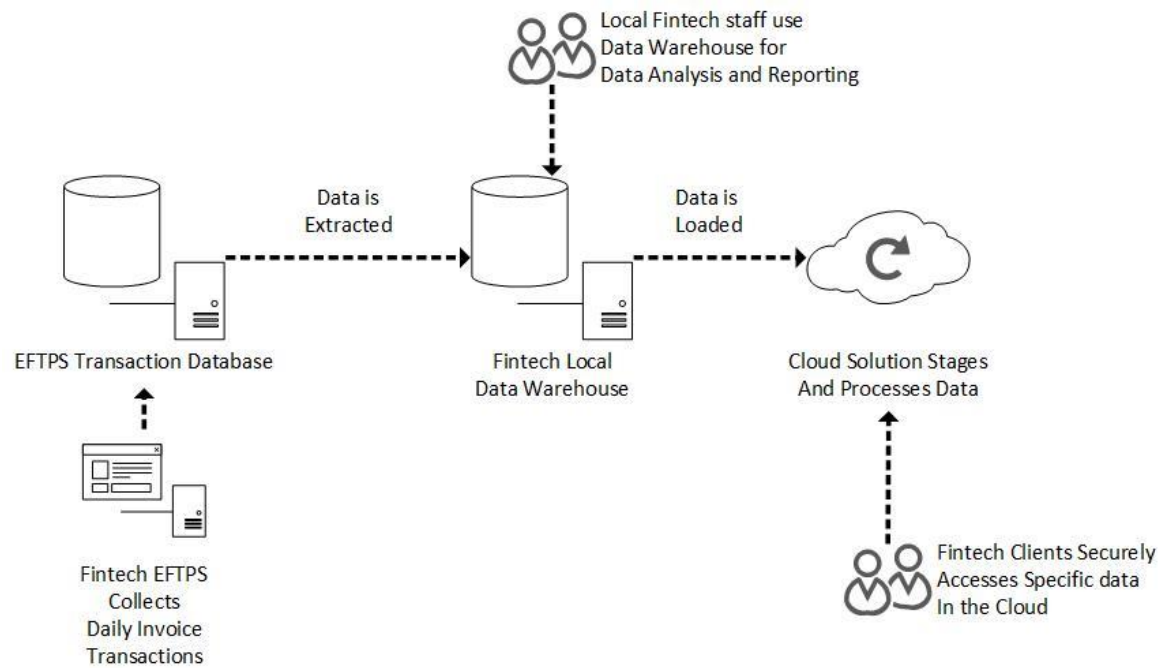 Local Fintech staff use
Data Warehouse for
Data Analysis and Reporting
Data is
Extracted
Data is
Loaded
EFTPS Transaction Database
Fintech Local
Data Warehouse
Cloud Solution Stages
And Processes Data
Fintech EFTPS
Collects
Daily Invoice
Transactions
Fintech Clients Securely
Accesses Specific data
In the Cloud